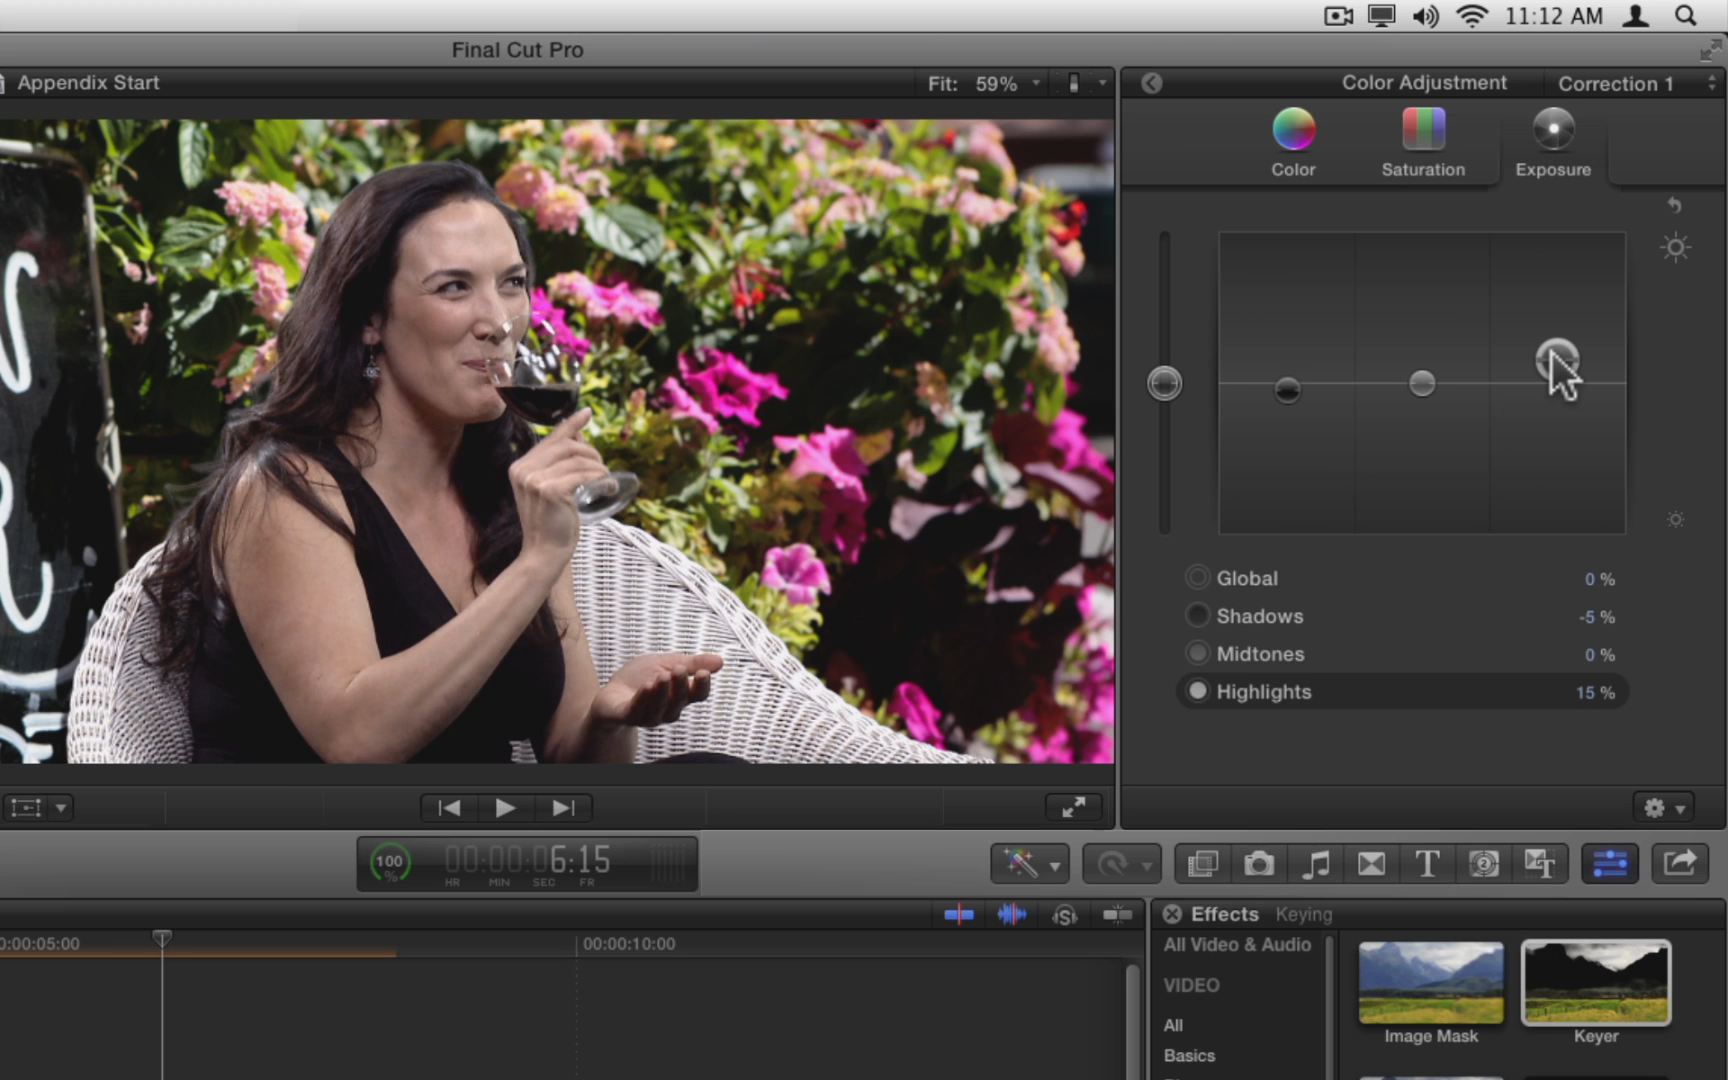 11:12 AM
Final Cut Pro
Appendix Start
Fit: 59%
Color Adjustment
Correction 1
Color
Saturation
Exposure
Global 0 %
Shadows -5 %
Midtones 0 %
Highlights 15 %
100 %
00:00:06:15
HR MIN SEC FR
Effects Keying
0:00:05:00
00:00:10:00
All Video & Audio
VIDEO
All
Basics
Image Mask
Keyer